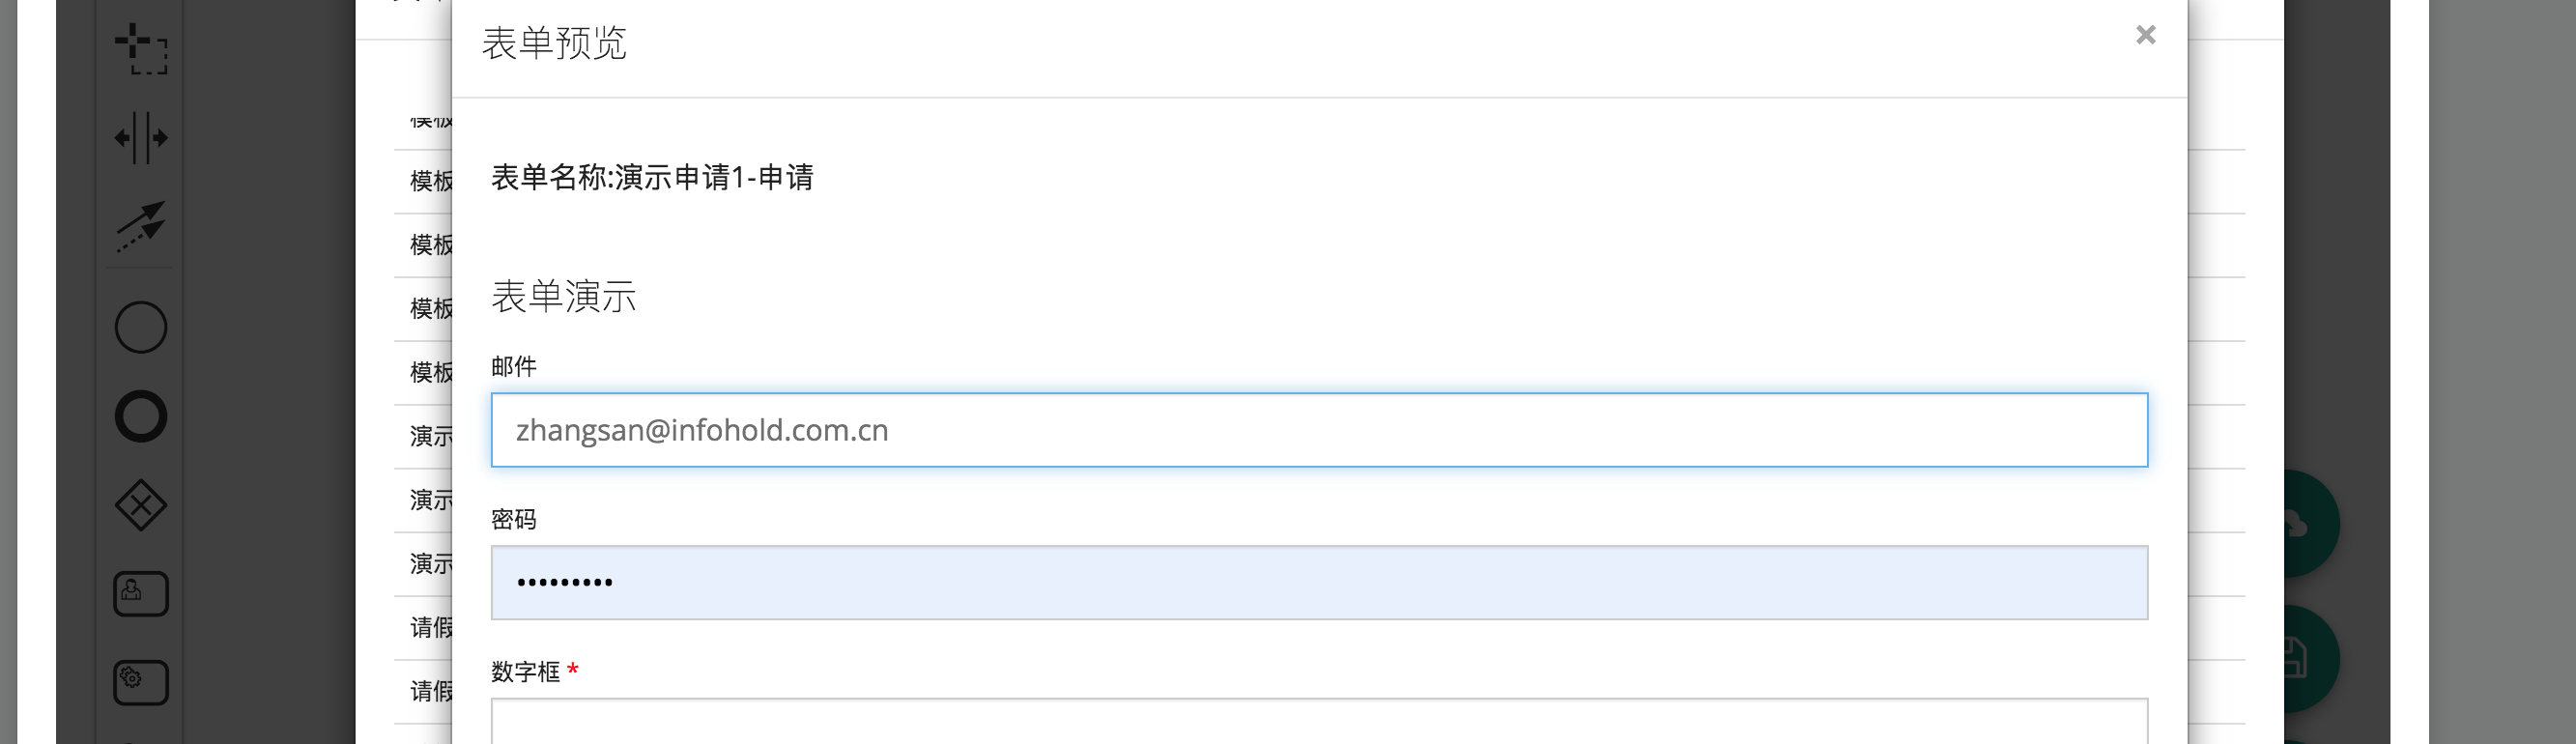 表单预览
×
模板
表单名称:演示申请1-申请
模板
模板
模板
模板
表单演示
邮件
zhangsan@infohold.com.cn
演示
演示
密码
•••••••••
演示
请假
数字框 *
请假